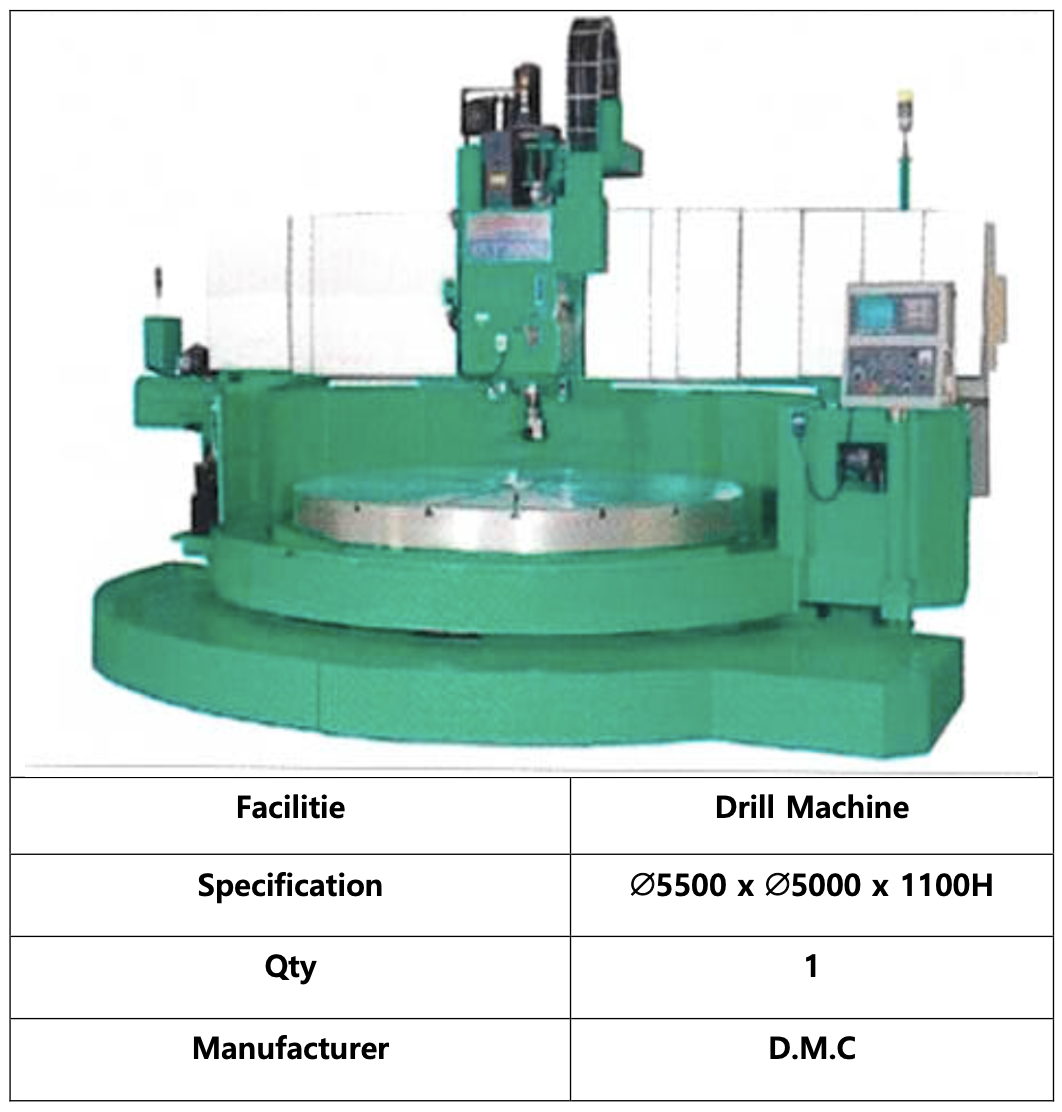 Facilitie
Drill Machine
Specification
∅5500 x ∅5000 x 1100H
Qty
1
Manufacturer
D.M.C